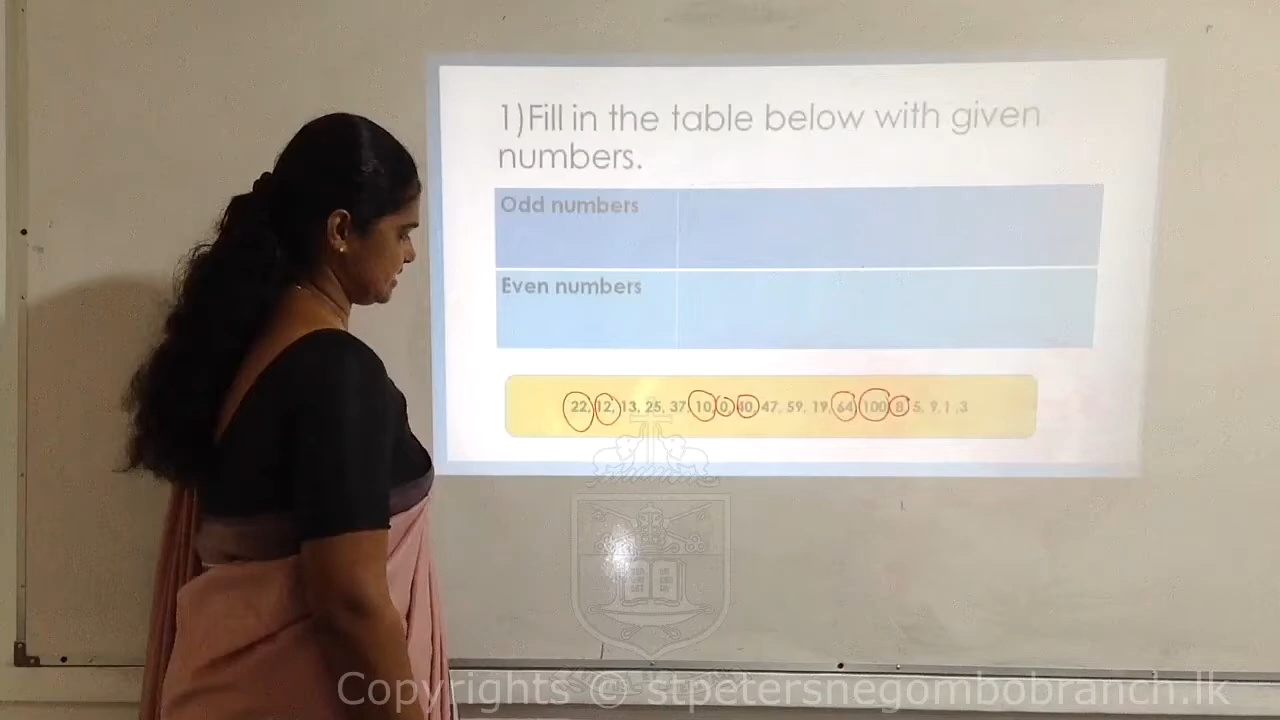 1)Fill in the table below with given
numbers.
Odd numbers
Even numbers
22, 12, 13, 25, 37, 10, 0, 40, 47, 59, 19, 64, 100, 8, 5, 9,1 ,3
Copyrights © stpetersnegombobranch.lk